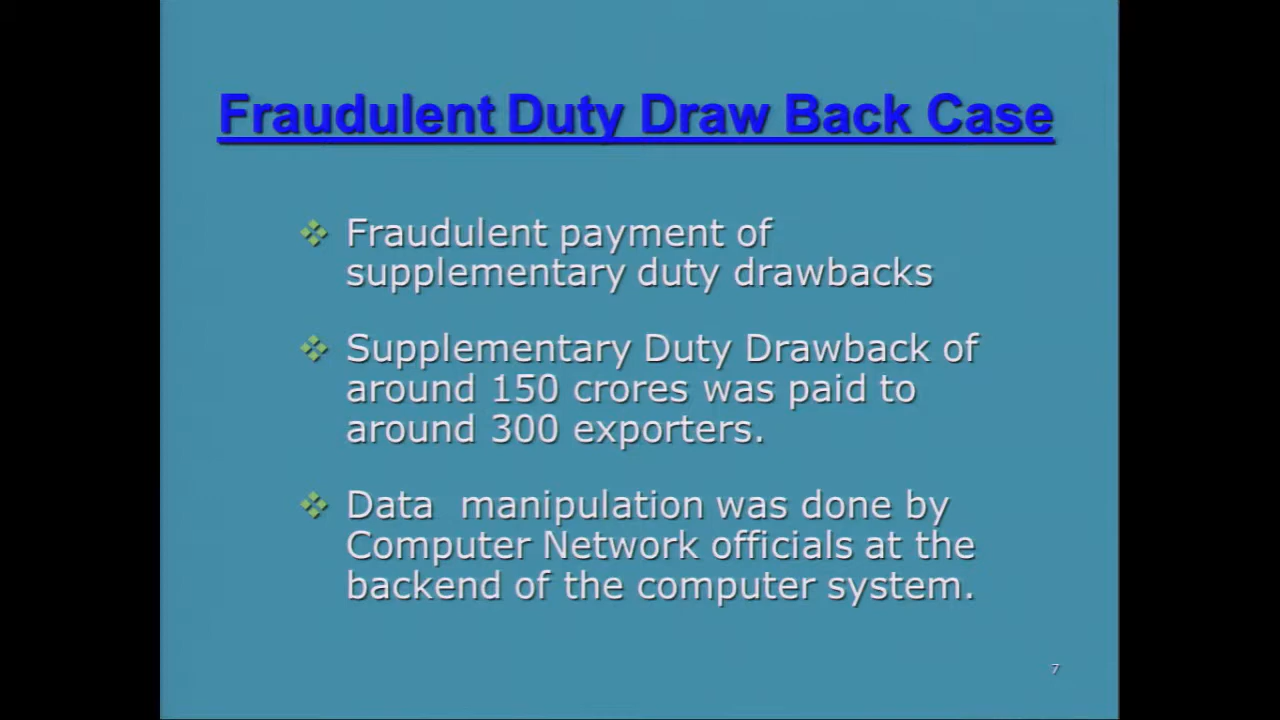 Fraudulent Duty Draw Back Case
Fraudulent payment of
supplementary duty drawbacks
Supplementary Duty Drawback of
around 150 crores was paid to
around 300 exporters.
Data  manipulation was done by
Computer Network officials at the
backend of the computer system.
7